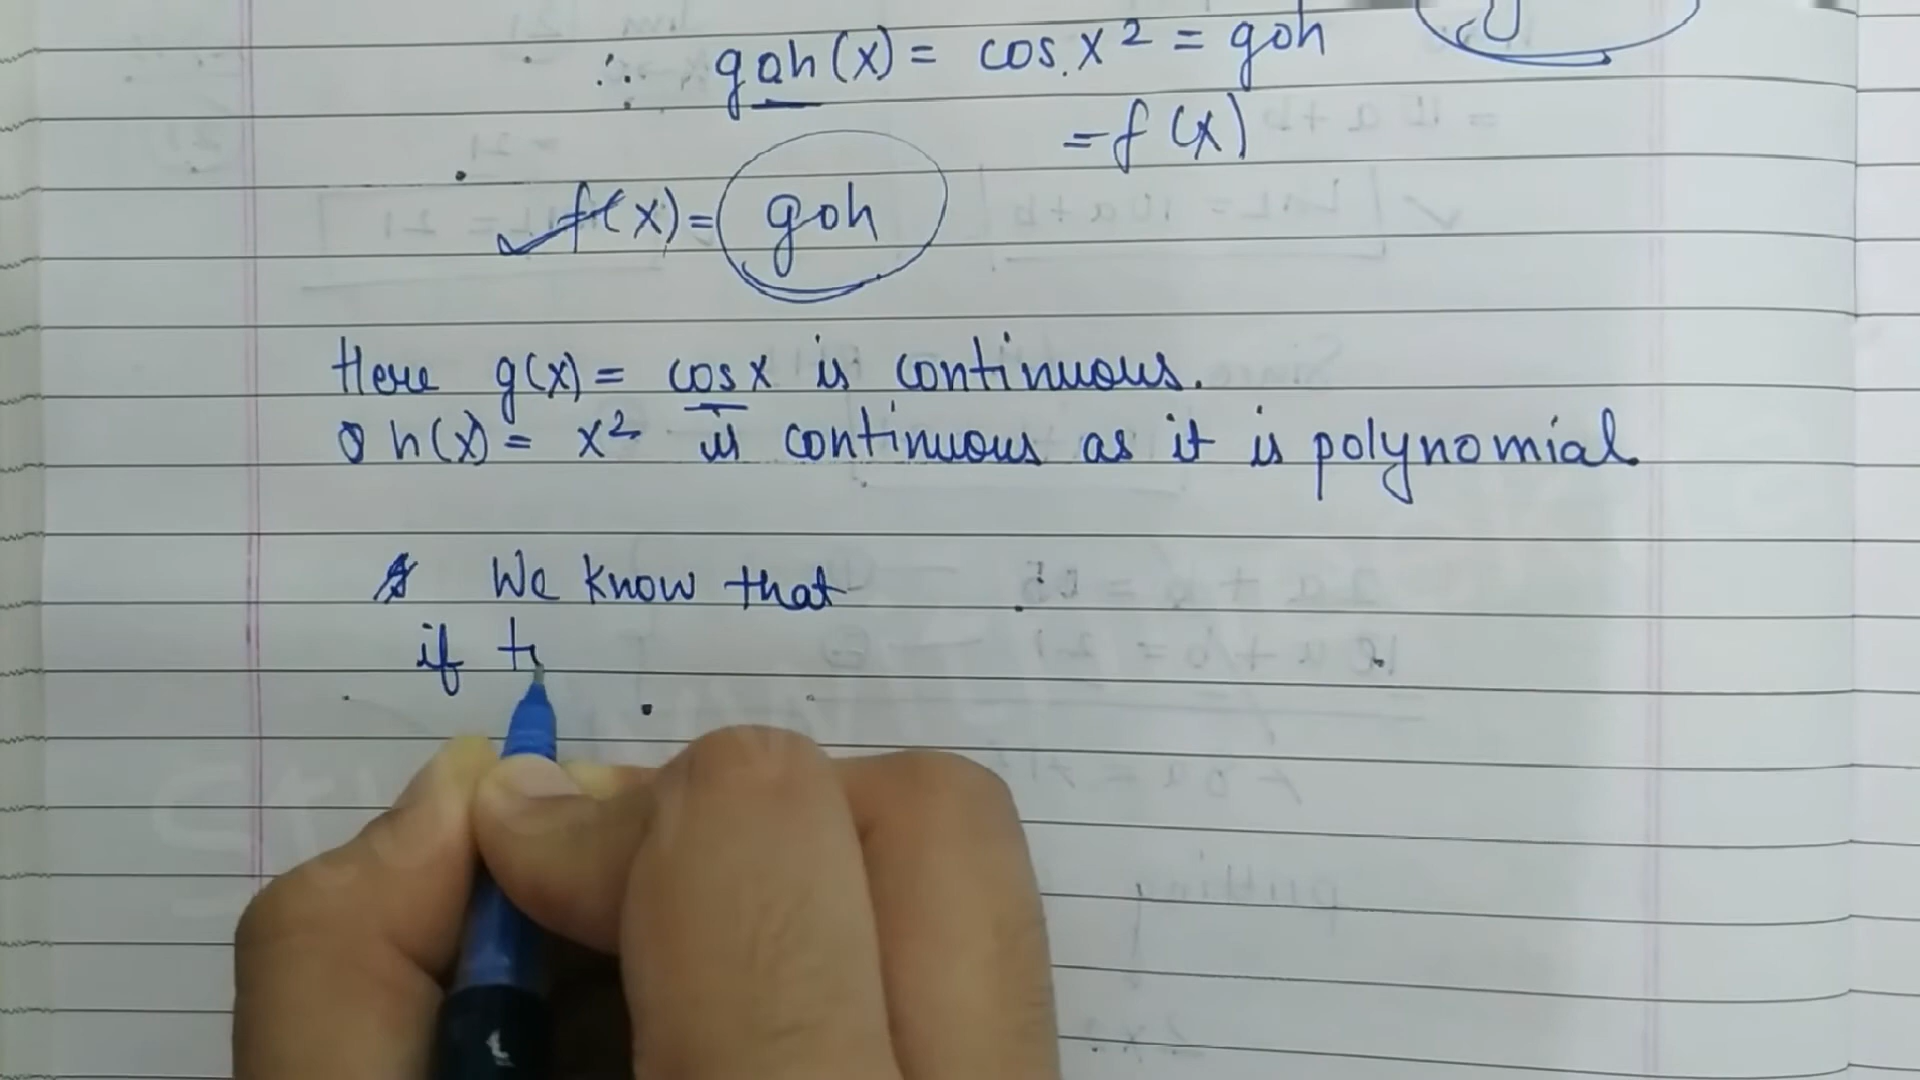 ∴ goh(x) = cos.x² = goh
= f(x)
f(x) = goh
Here g(x) = cosx is continuous.
h(x) = x² is continuous as it is polynomial.
We know that
if